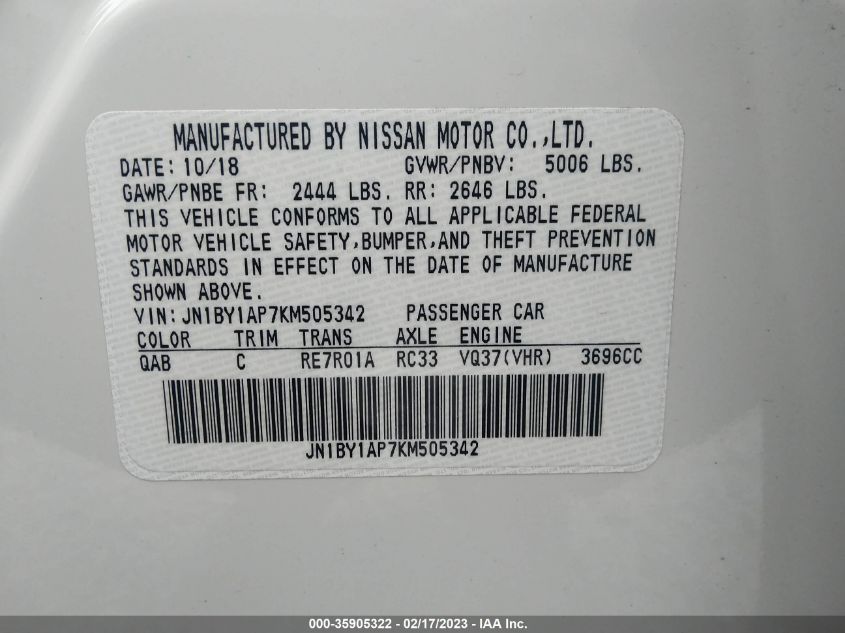 MANUFACTURED BY NISSAN MOTOR CO.,LTD.
DATE: 10/18 GVWR/PNBV: 5006 LBS.
GAWR/PNBE FR: 2444 LBS. RR: 2646 LBS.
THIS VEHICLE CONFORMS TO ALL APPLICABLE FEDERAL
MOTOR VEHICLE SAFETY,BUMPER,AND THEFT PREVENTION
STANDARDS IN EFFECT ON THE DATE OF MANUFACTURE
SHOWN ABOVE.
VIN:JN1BY1AP7KM505342 PASSENGER CAR
COLOR TRIM TRANS AXLE ENGINE
QAB C RE7R01A RC33 VQ37(VHR) 3696CC
JN1BY1AP7KM505342
000-35905322 - 02/17/2023 - IAA Inc.